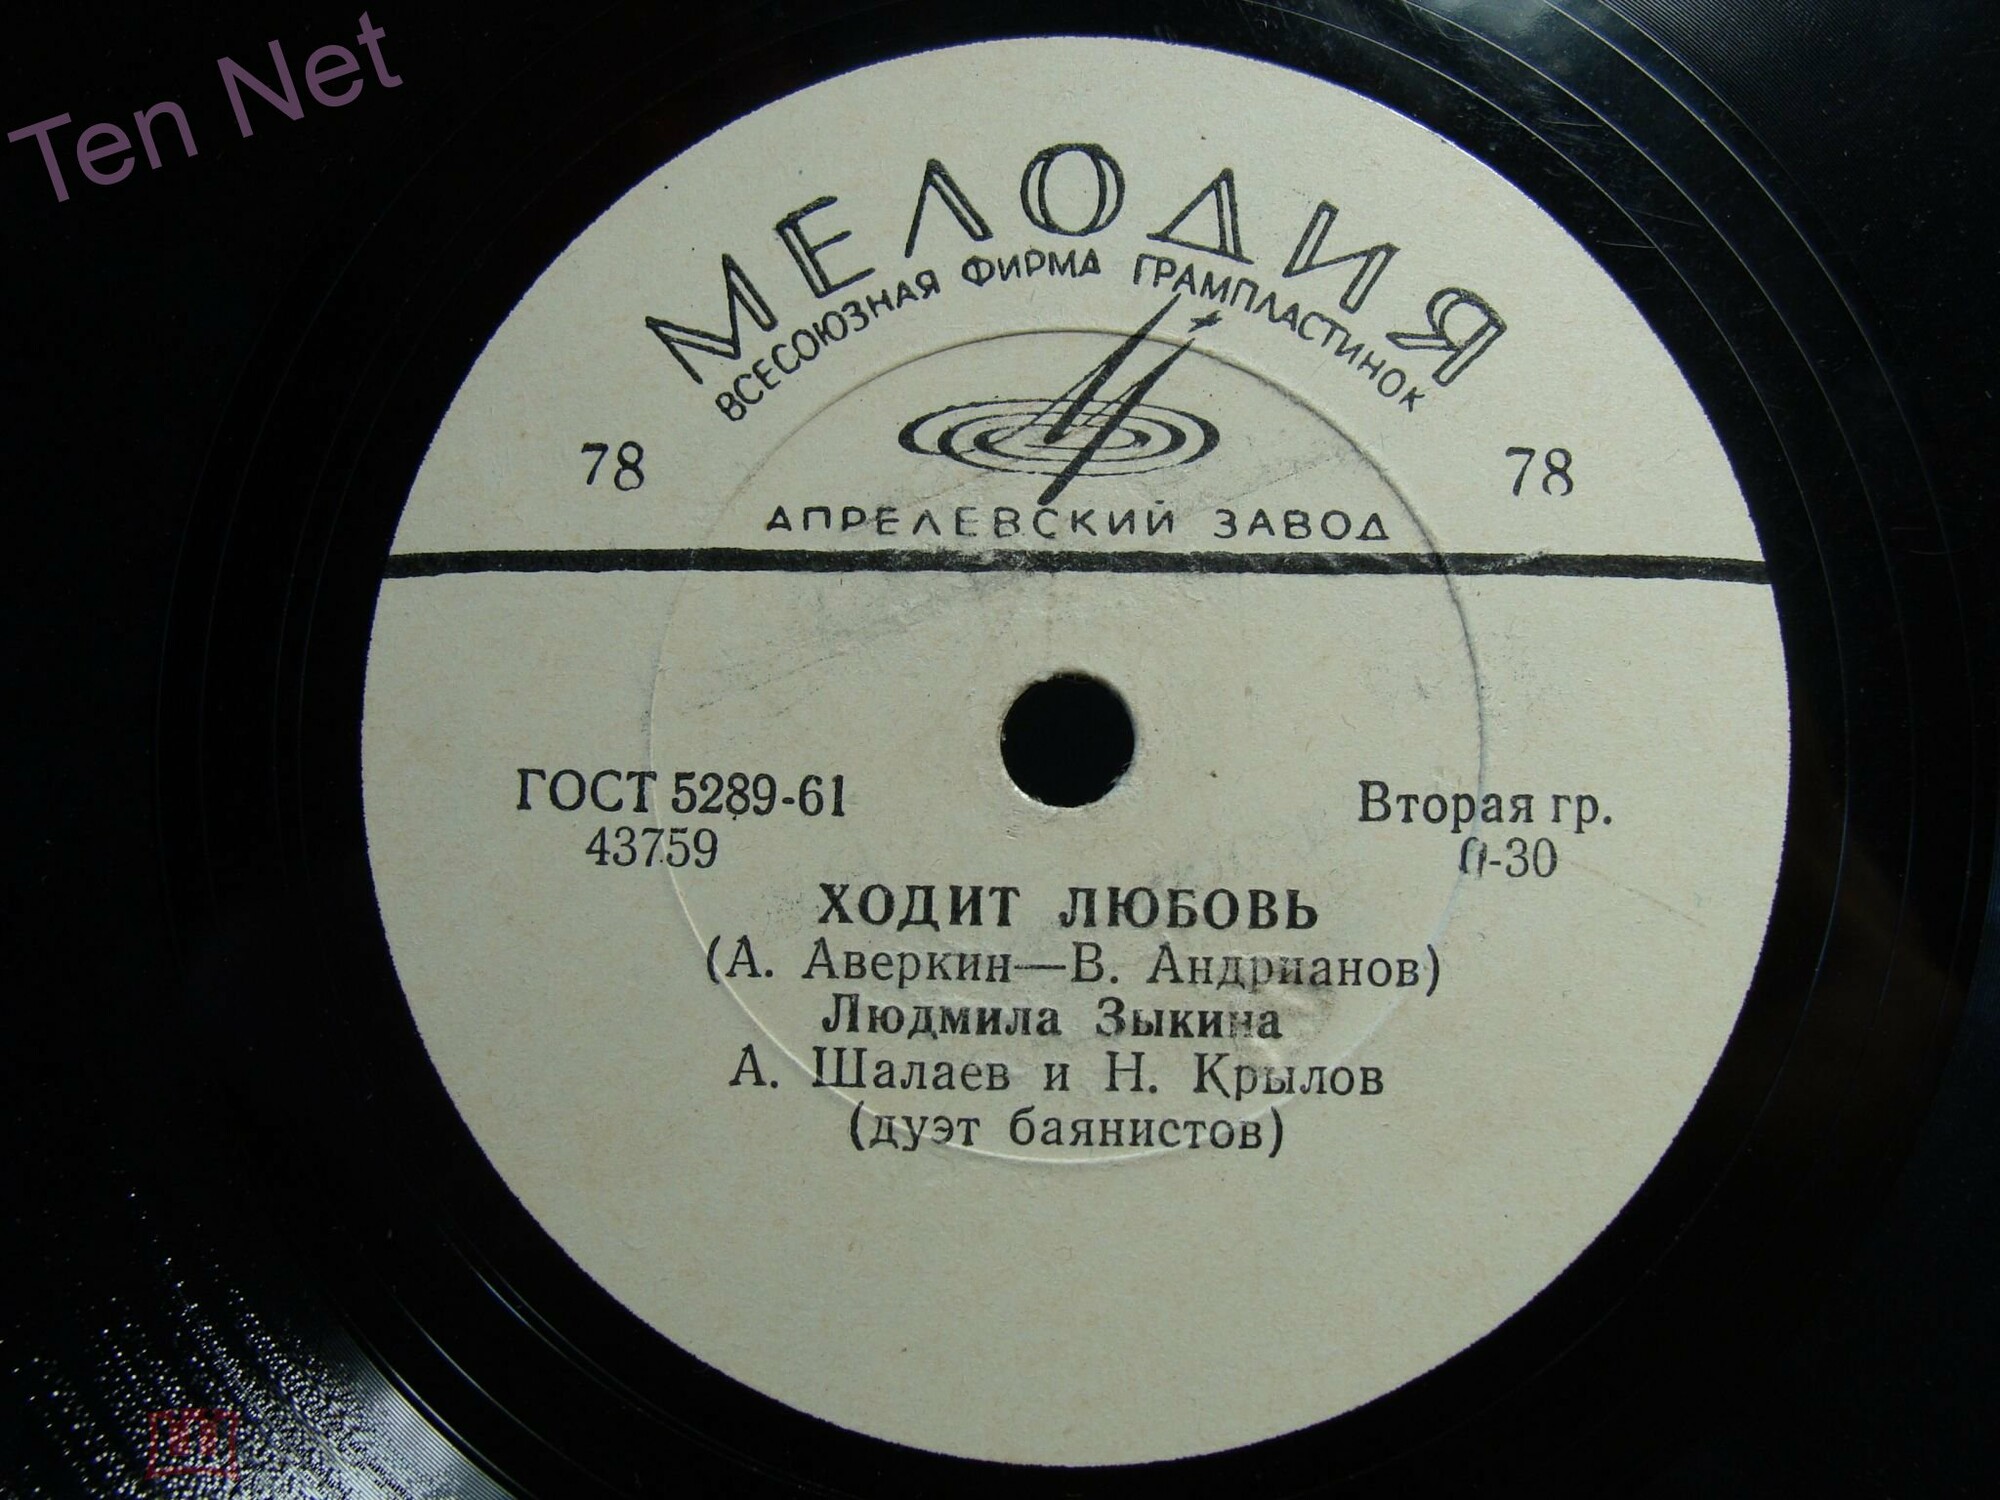 Ten Net
МЕЛОДИЯ
ВСЕСОЮЗНАЯ ФИРМА ГРАМПЛАСТИНОК
78 78
АПРЕЛЕВСКИЙ ЗАВОД
ГОСТ 5289-61 Вторая гр.
43759 П-30
ХОДИТ ЛЮБОВЬ
(А. Аверкин—В. Андрианов)
Людмила Зыкина
А. Шалаев и Н. Крылов
(дуэт баянистов)